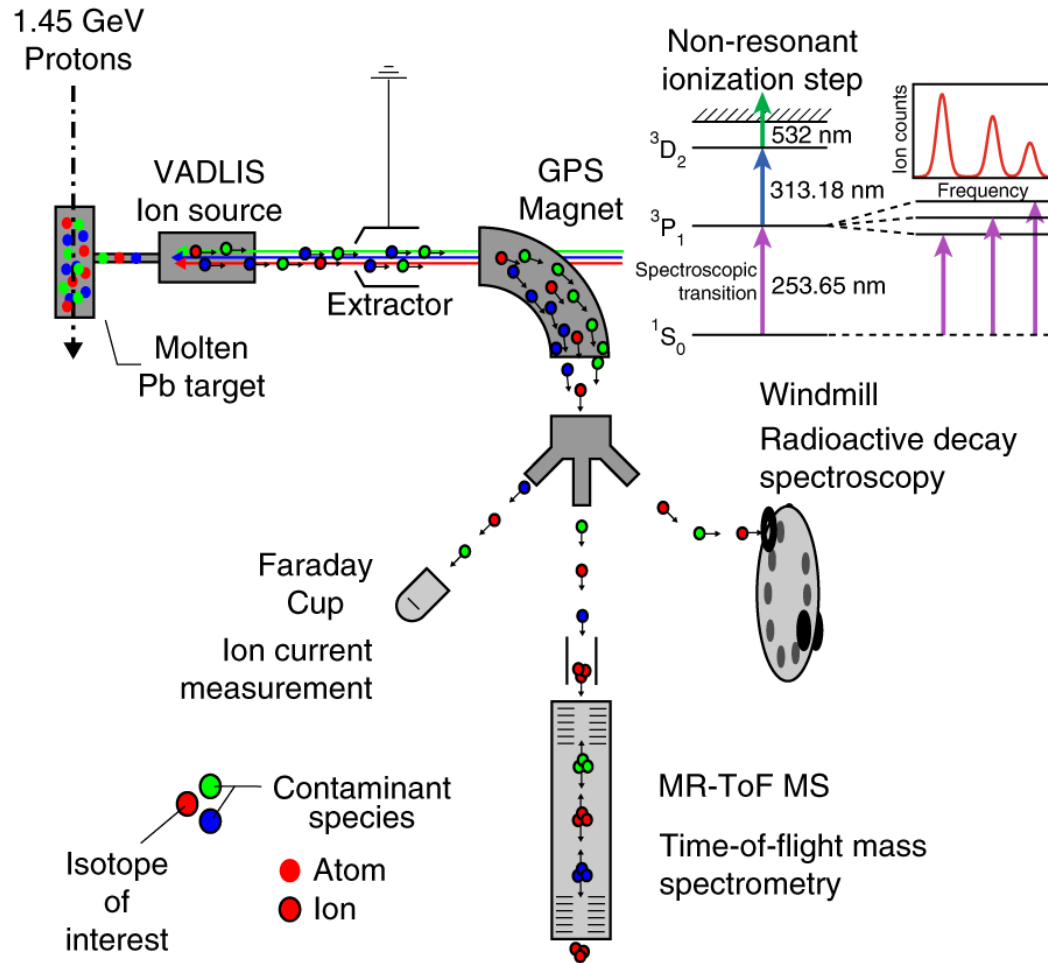 1.45 GeV
Protons
VADLIS
Ion source
Extractor
GPS
Magnet
Molten
Pb target
Non-resonant
ionization step
532 nm
³D₂
313.18 nm
³P₁
Spectroscopic
transition
253.65 nm
¹S₀
Ion counts
Frequency
Windmill
Radioactive decay
spectroscopy
Faraday
Cup
Ion current
measurement
MR-ToF MS
Time-of-flight mass
spectrometry
Contaminant
species
Isotope
of
interest
Atom
Ion